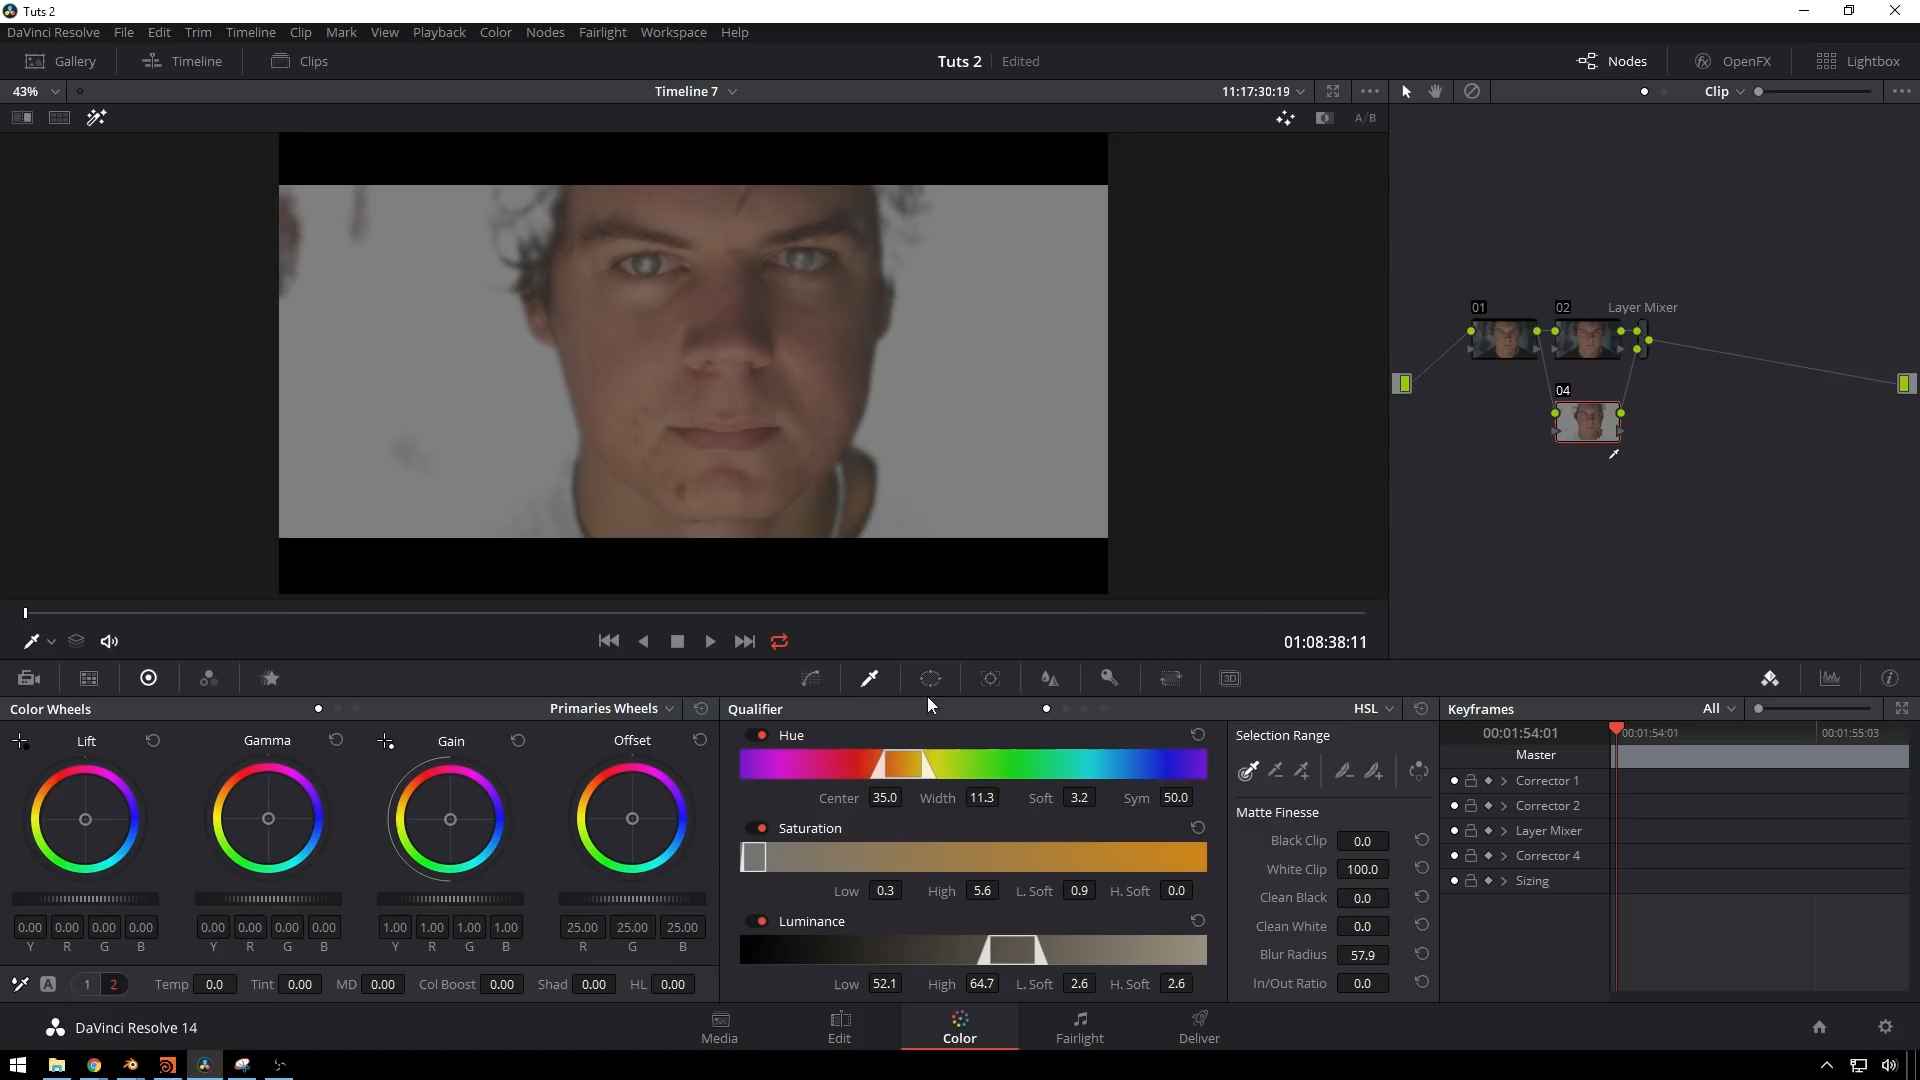 Tuts 2
DaVinci Resolve File Edit Trim Timeline Clip Mark View Playback Color Nodes Fairlight Workspace Help
Gallery Timeline Clips Tuts 2 Edited Nodes OpenFX Lightbox
43% Timeline 7 11:17:30:19 Clip
A/B
01 02 Layer Mixer
04
01:08:38:11
3D
Color Wheels Primaries Wheels Qualifier HSL Keyframes All
Lift Gamma Gain Offset
0.00 0.00 0.00 0.00 0.00 0.00 0.00 0.00 1.00 1.00 1.00 1.00 25.00 25.00 25.00
Y R G B Y R G B Y R G B R G B
A 1 2 Temp 0.0 Tint 0.00 MD 0.00 Col Boost 0.00 Shad 0.00 HL 0.00
Hue
Center 35.0 Width 11.3 Soft 3.2 Sym 50.0
Saturation
Low 0.3 High 5.6 L. Soft 0.9 H. Soft 0.0
Luminance
Low 52.1 High 64.7 L. Soft 2.6 H. Soft 2.6
Selection Range
Matte Finesse
Black Clip 0.0
White Clip 100.0
Clean Black 0.0
Clean White 0.0
Blur Radius 57.9
In/Out Ratio 0.0
00:01:54:01 00:01:54:01 00:01:55:03
Master
Corrector 1
Corrector 2
Layer Mixer
Corrector 4
Sizing
DaVinci Resolve 14 Media Edit Color Fairlight Deliver